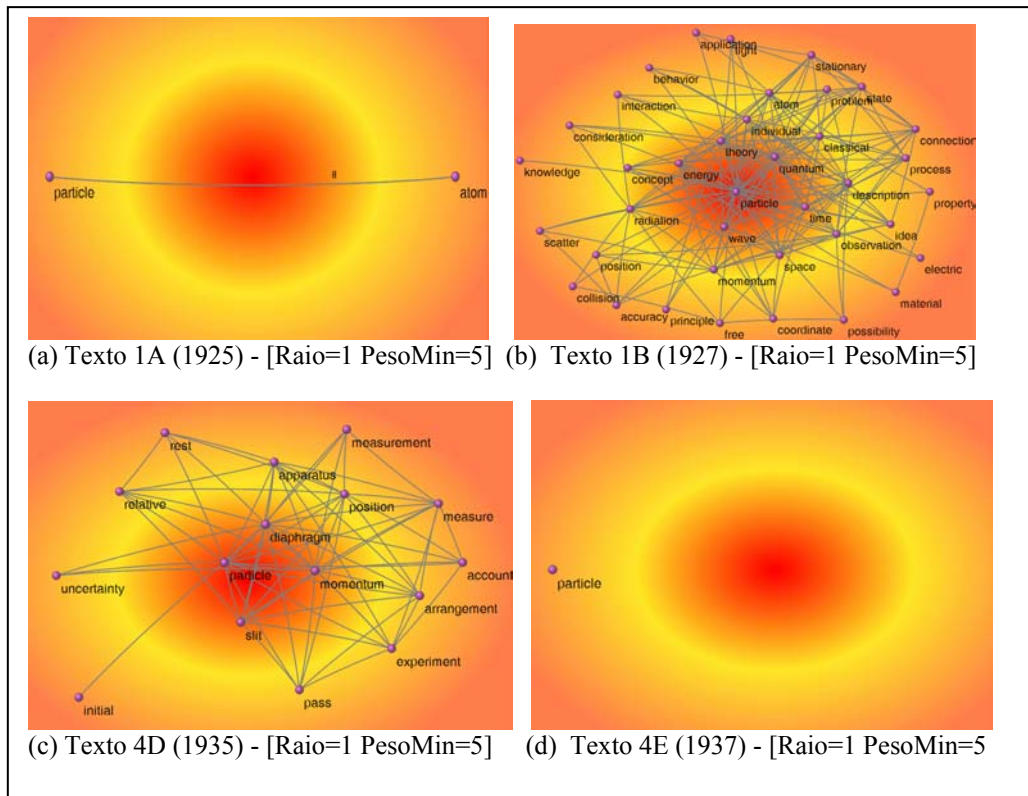 particle
atom
(a) Texto 1A (1925) - [Raio=1 PesoMin=5]
application
light
stationary
behavior
atom
problem
state
interaction
individual
consideration
connection
theory
classical
knowledge
energy
quantum
process
concept
description
particle
property
radiation
time
idea
scatter
wave
observation
position
space
electric
momentum
collision
material
accuracy
principle
free
coordinate
possibility
(b) Texto 1B (1927) - [Raio=1 PesoMin=5]
rest
measurement
apparatus
relative
position
measure
diaphragm
particle
momentum
account
uncertainty
arrangement
slit
experiment
initial
pass
(c) Texto 4D (1935) - [Raio=1 PesoMin=5]
particle
(d) Texto 4E (1937) - [Raio=1 PesoMin=5